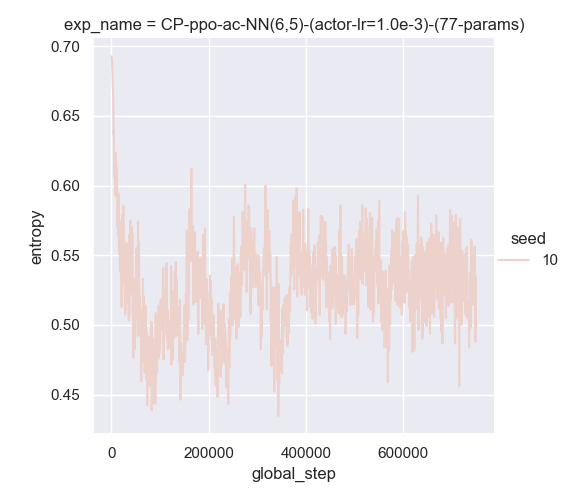 exp_name = CP-ppo-ac-NN(6,5)-(actor-lr=1.0e-3)-(77-params)
0.70
0.65
0.60
0.55
0.50
0.45
entropy
0
200000
400000
600000
global_step
seed
10